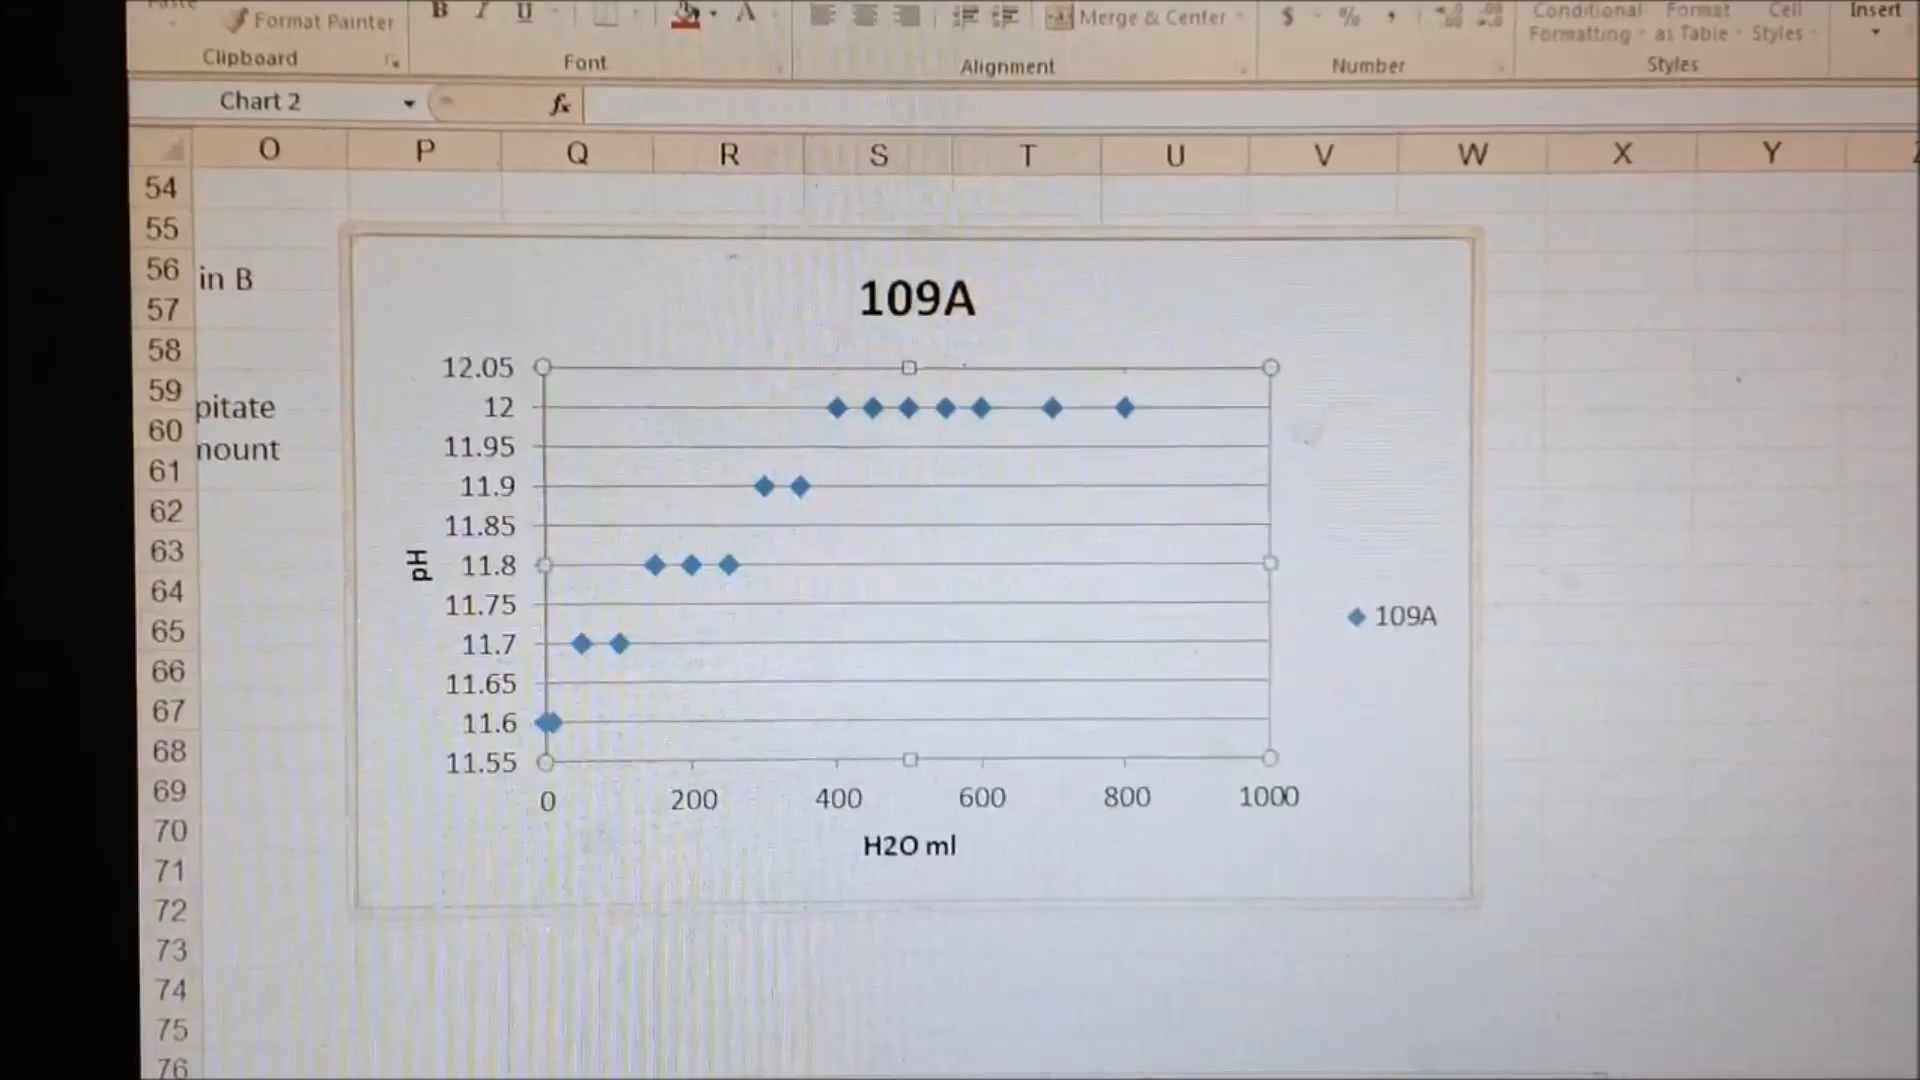 Paste
Format Painter
Clipboard
B I U A
Font
Merge & Center
Alignment
$ % ,
Number
Conditional Formatting
Format as Table
Cell Styles
Styles
Insert
Chart 2
fx
O P Q R S T U V W X Y
54
55
56 in B
57
58
59 pitate
60 nount
61
62
63
64
65
66
67
68
69
70
71
72
73
74
75
76
109A
12.05
12
11.95
11.9
11.85
11.8
11.75
11.7
11.65
11.6
11.55
pH
0 200 400 600 800 1000
H2O ml
109A